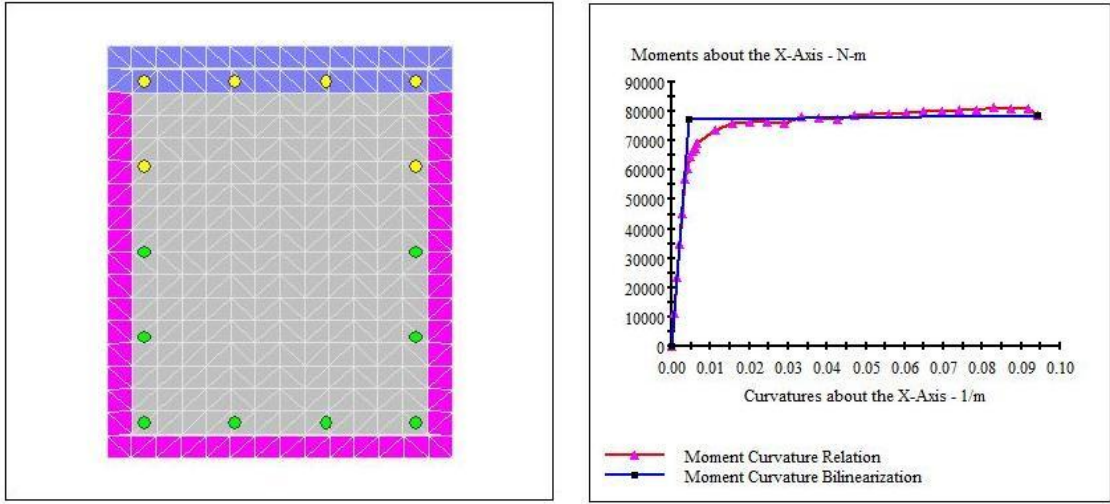 Moments about the X-Axis - N-m
90000
80000
70000
60000
50000
40000
30000
20000
10000
0
0.00 0.01 0.02 0.03 0.04 0.05 0.06 0.07 0.08 0.09 0.10
Curvatures about the X-Axis - 1/m
Moment Curvature Relation
Moment Curvature Bilinearization